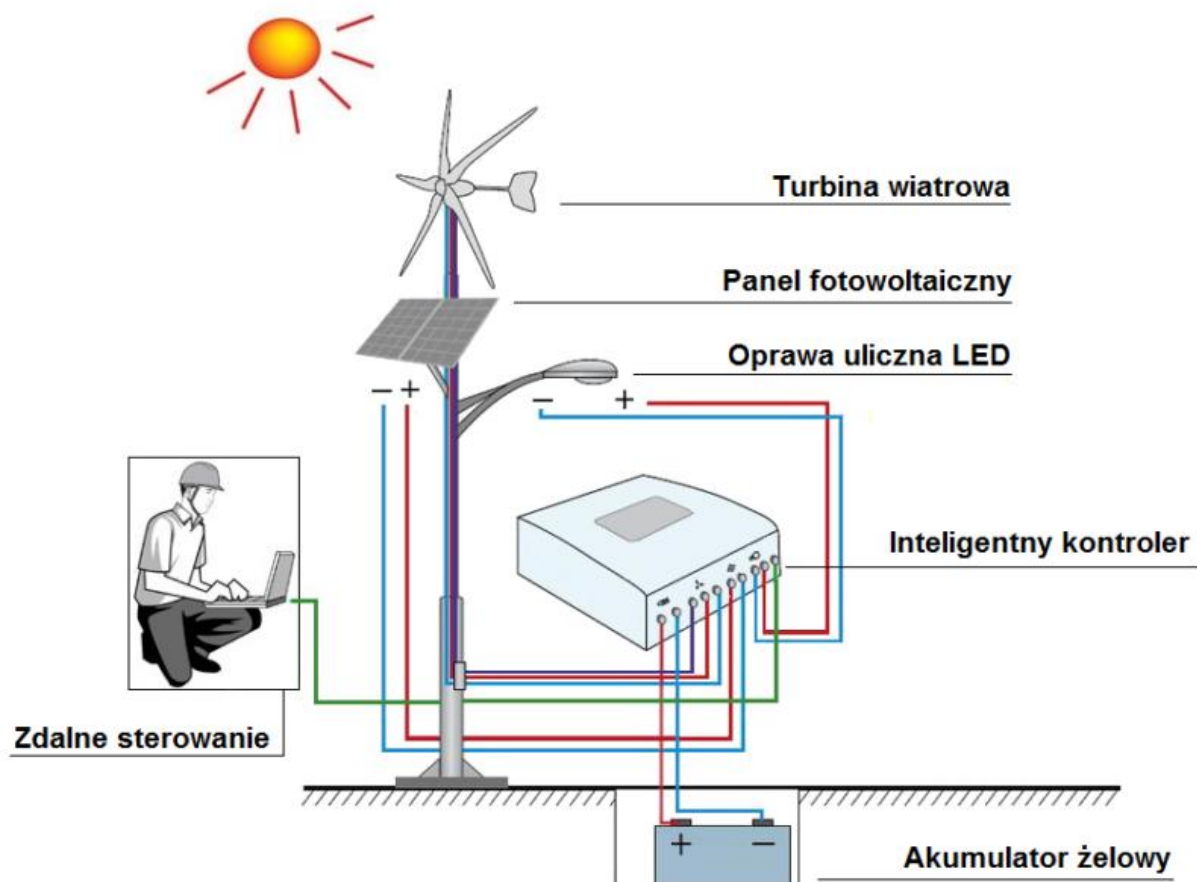 Turbina wiatrowa
Panel fotowoltaiczny
Oprawa uliczna LED
− +
− +
Inteligentny kontroler
Zdalne sterowanie
+ −
Akumulator żelowy